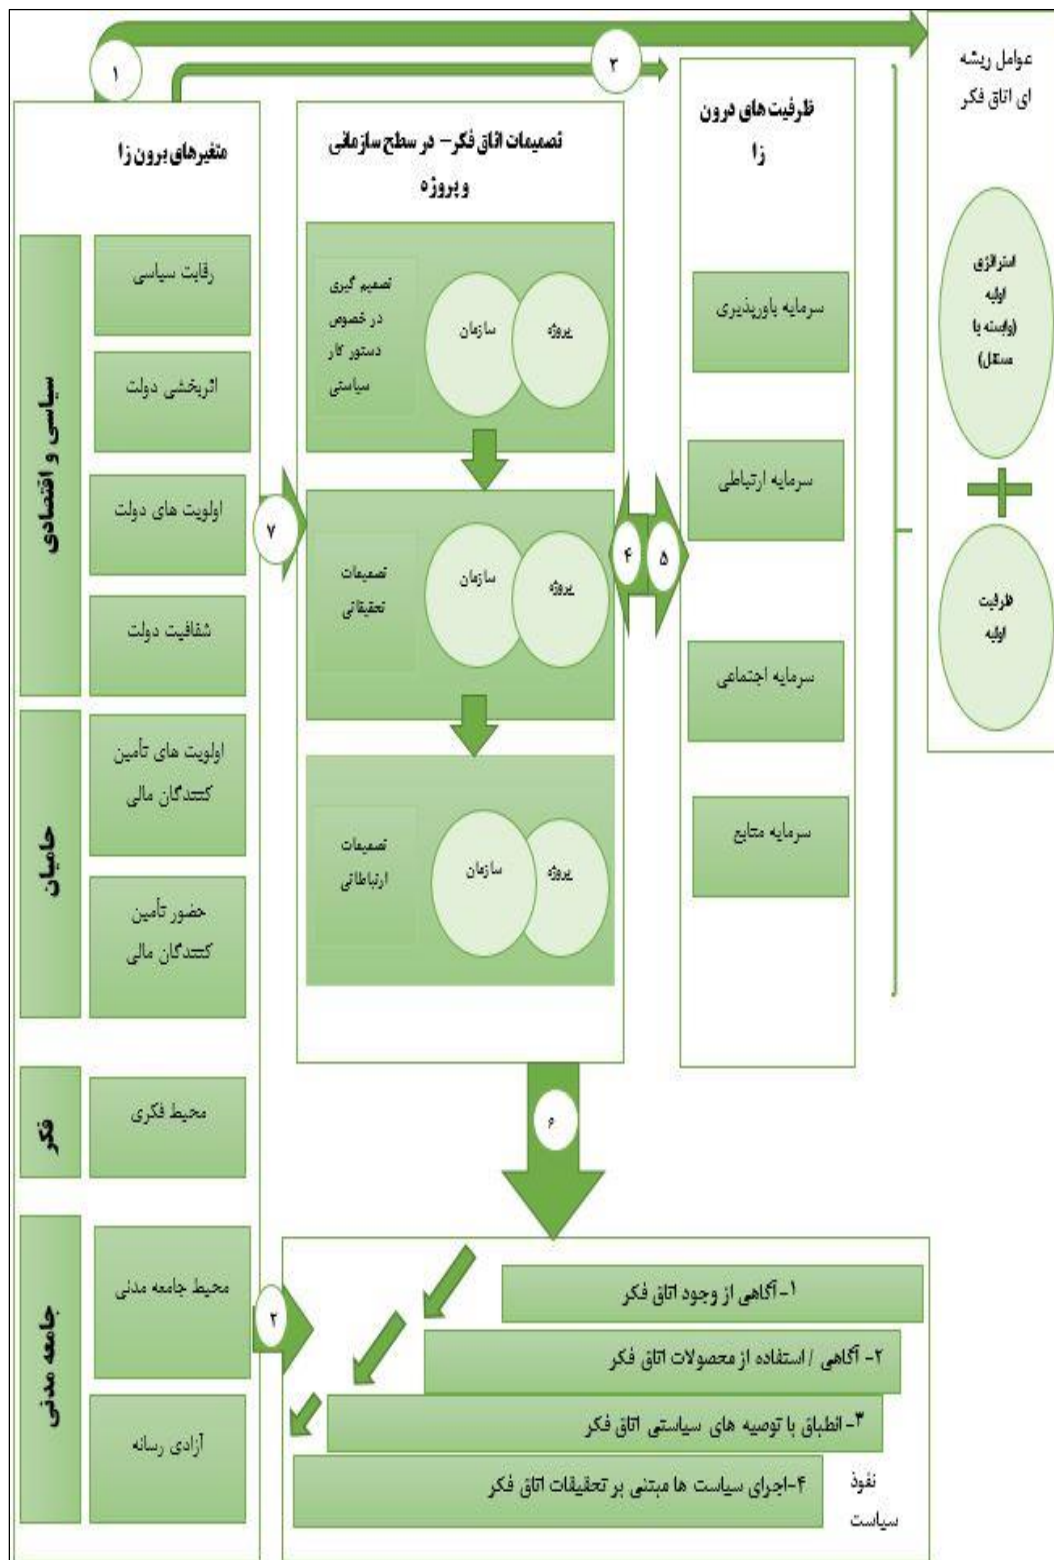 عوامل ریشه
ای اتاق فکر
استراتژی
اولیه
(وابسته یا
مستقل)
ظرفیت
اولیه
۱
۳
ظرفیت‌های درون
زا
سرمایه باورپذیری
سرمایه ارتباطی
سرمایه اجتماعی
سرمایه منابع
تصمیمات اتاق فکر– در سطح سازمانی
و پروژه
تصمیم گیری
در خصوص
دستور کار
سیاستی
سازمان
پروژه
تصمیمات
تحقیقاتی
سازمان
پروژه
تصمیمات
ارتباطاتی
سازمان
پروژه
۴
۵
۷
۶
۲
متغیرهای برون زا
سیاسی و اقتصادی
رقابت سیاسی
اثربخشی دولت
اولویت های دولت
شفافیت دولت
حامیان
اولویت های تأمین
کنندگان مالی
حضور تأمین
کنندگان مالی
فکر
محیط فکری
جامعه مدنی
محیط جامعه مدنی
آزادی رسانه
۱-آگاهی از وجود اتاق فکر
۲- آگاهی / استفاده از محصولات اتاق فکر
۳-انطباق با توصیه های سیاستی اتاق فکر
۴-اجرای سیاست ها مبتنی بر تحقیقات اتاق فکر
نفوذ
سیاست